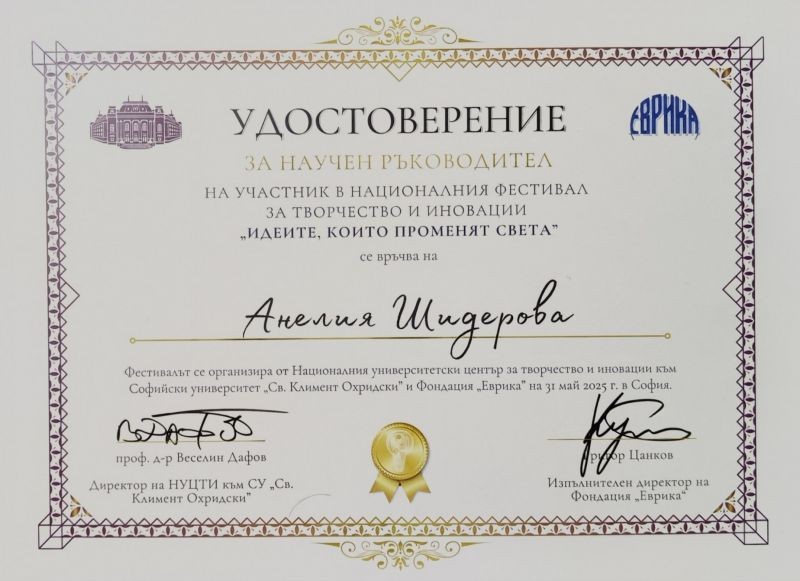 УДОСТОВЕРЕНИЕ
ЕВРИКА
ЗА НАУЧЕН РЪКОВОДИТЕЛ
НА УЧАСТНИК В НАЦИОНАЛНИЯ ФЕСТИВАЛ
ЗА ТВОРЧЕСТВО И ИНОВАЦИИ
„ИДЕИТЕ, КОИТО ПРОМЕНЯТ СВЕТА”
се връчва на
Анелия Шидерова
Фестивалът се организира от Националния университетски център за творчество и иновации към
Софийски университет „Св. Климент Охридски” и Фондация „Еврика” на 31 май 2025 г. в София.
проф. д-р Веселин Дафов
Директор на НУЦТИ към СУ „Св.
Климент Охридски”
Григор Цанков
Изпълнителен директор на
Фондация „Еврика“